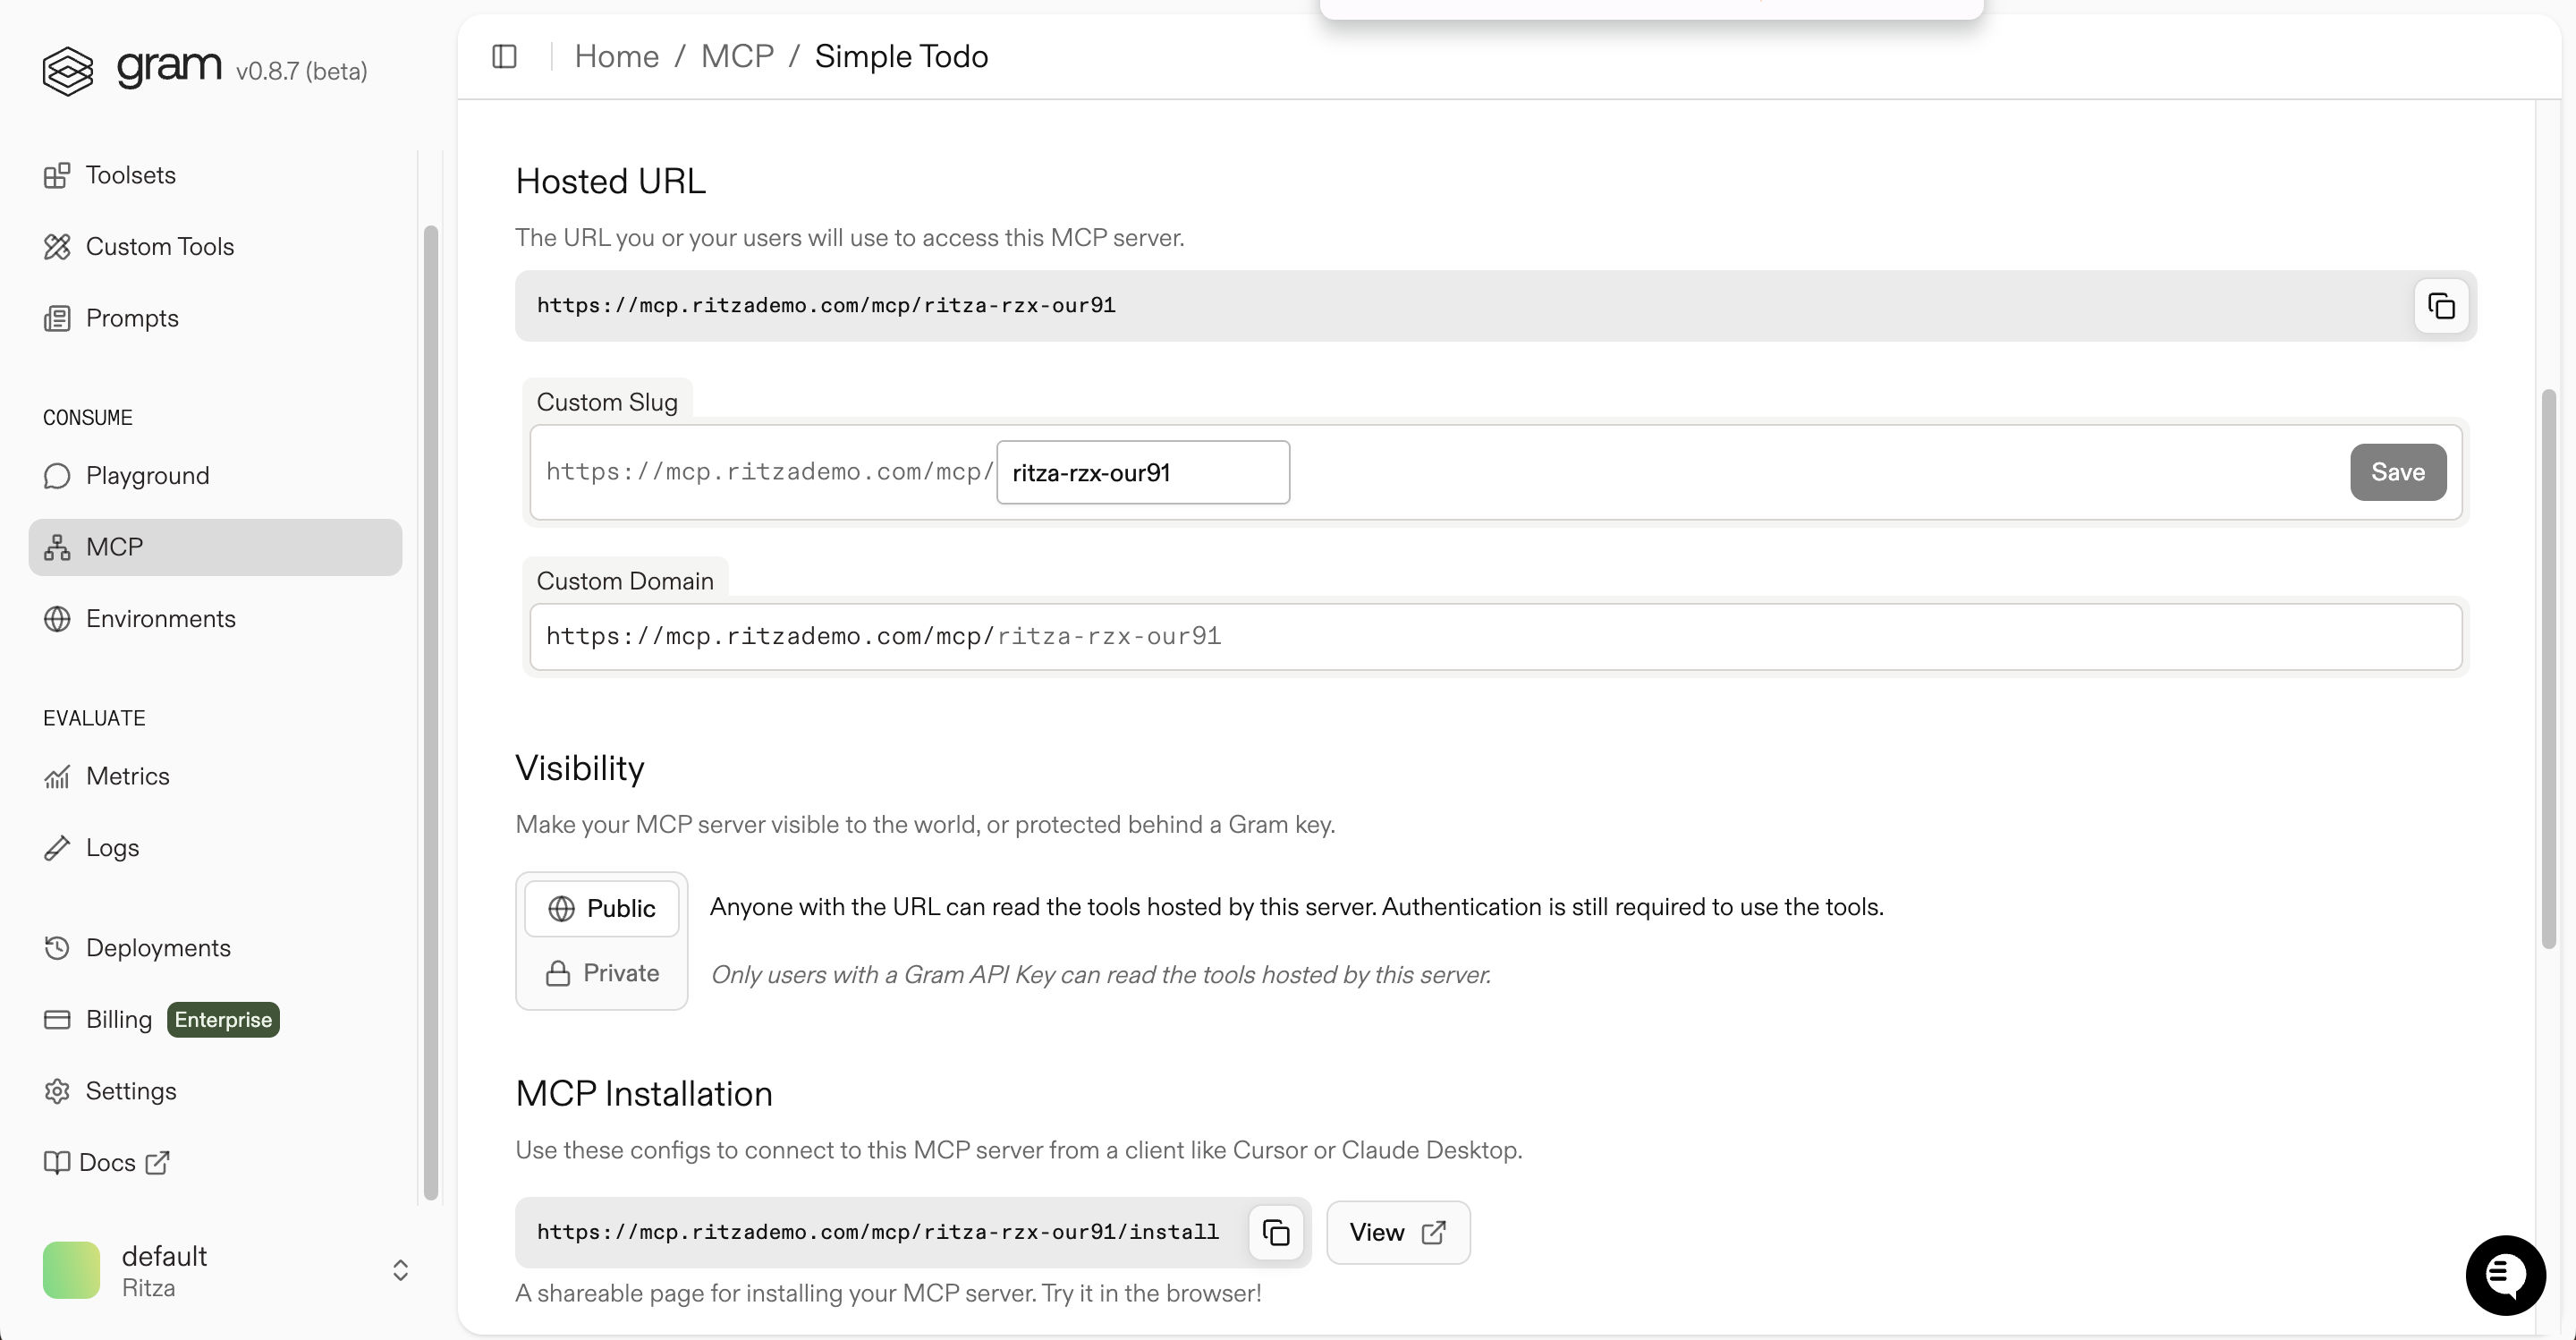 gram v0.8.7 (beta)
Toolsets
Custom Tools
Prompts
CONSUME
Playground
MCP
Environments
EVALUATE
Metrics
Logs
Deployments
Billing Enterprise
Settings
Docs
default
Ritza
Home / MCP / Simple Todo
Hosted URL
The URL you or your users will use to access this MCP server.
https://mcp.ritzademo.com/mcp/ritza-rzx-our91
Custom Slug
https://mcp.ritzademo.com/mcp/ ritza-rzx-our91 Save
Custom Domain
https://mcp.ritzademo.com/mcp/ritza-rzx-our91
Visibility
Make your MCP server visible to the world, or protected behind a Gram key.
Public Anyone with the URL can read the tools hosted by this server. Authentication is still required to use the tools.
Private Only users with a Gram API Key can read the tools hosted by this server.
MCP Installation
Use these configs to connect to this MCP server from a client like Cursor or Claude Desktop.
https://mcp.ritzademo.com/mcp/ritza-rzx-our91/install View
A shareable page for installing your MCP server. Try it in the browser!